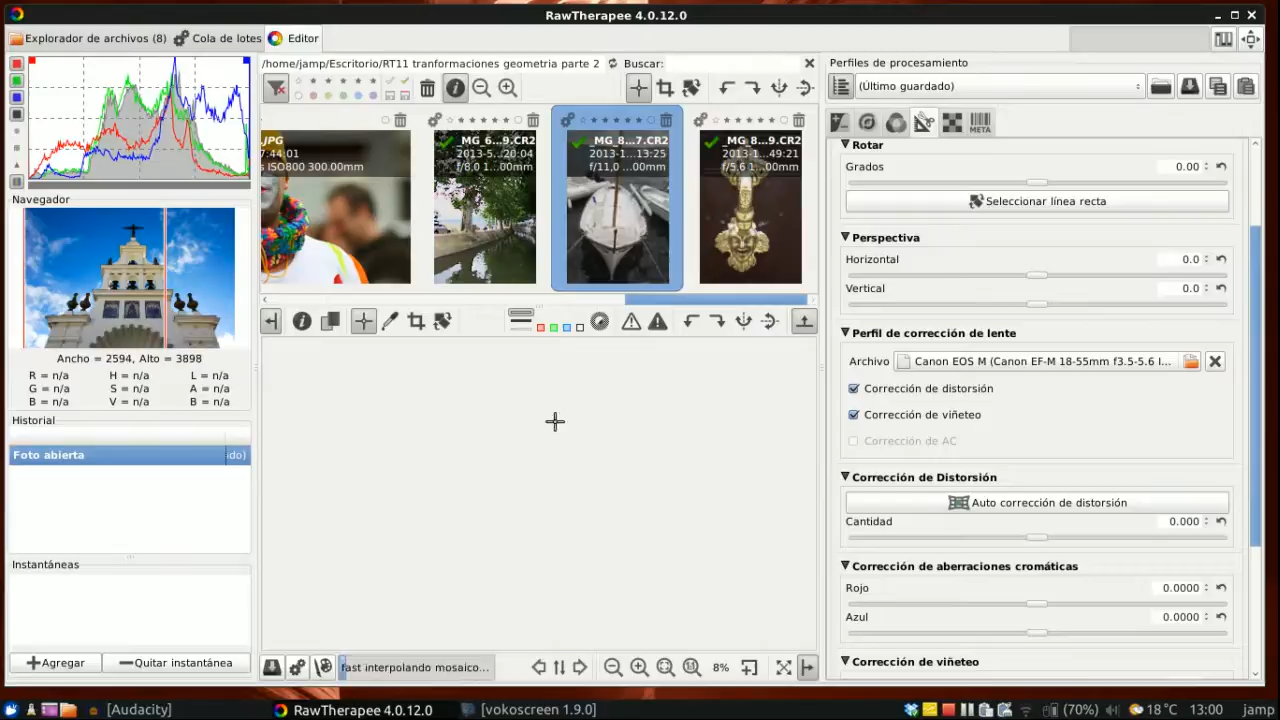 RawTherapee 4.0.12.0
Explorador de archivos (8)
Cola de lotes
Editor
/home/jamp/Escritorio/RT11 tranformaciones geometria parte 2
Buscar:
Perfiles de procesamiento
(Último guardado)
META
.JPG
7:44:01
s ISO800 300.00mm
_MG_6...9.CR2
2013-5...20:04
f/8,0 1...00mm
_MG_8...7.CR2
2013-1...13:25
f/11,0 ...00mm
_MG_8...9.CR2
2013-1...49:21
f/5,6 1...00mm
Navegador
Ancho = 2594, Alto = 3898
R = n/a H = n/a L = n/a
G = n/a S = n/a A = n/a
B = n/a V = n/a B = n/a
Historial
Foto abierta
ido)
Instantáneas
Agregar
Quitar instantánea
fast interpolando mosaico...
8%
Rotar
Grados 0.00
Seleccionar línea recta
Perspectiva
Horizontal 0.0
Vertical 0.0
Perfil de corrección de lente
Archivo Canon EOS M (Canon EF-M 18-55mm f3.5-5.6 I...
Corrección de distorsión
Corrección de viñeteo
Corrección de AC
Corrección de Distorsión
Auto corrección de distorsión
Cantidad 0.000
Corrección de aberraciones cromáticas
Rojo 0.0000
Azul 0.0000
Corrección de viñeteo
[Audacity]
RawTherapee 4.0.12.0
[vokoscreen 1.9.0]
(70%)
18 °C
13:00
jamp